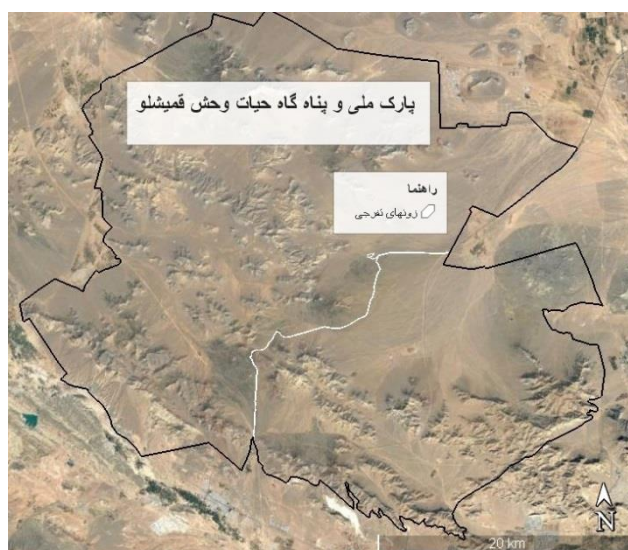 پارک ملی و پناه گاه حیات وحش قمیشلو
راهنما
زونهای تفرجی
N
20 km